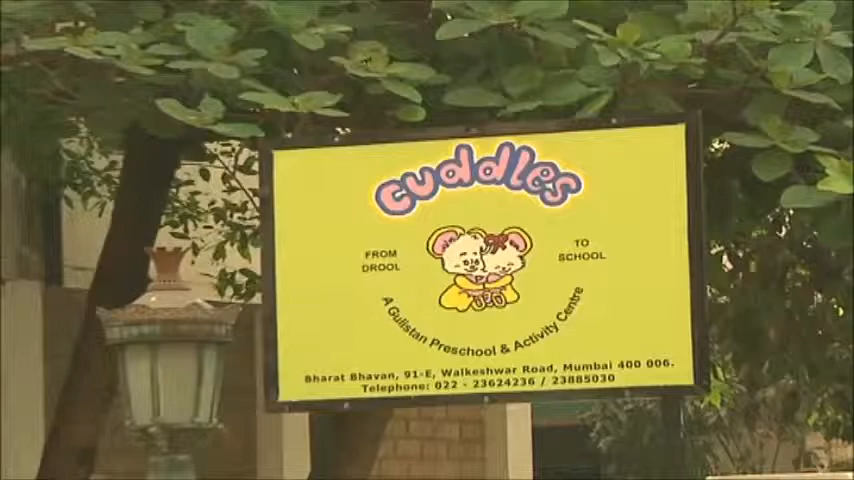 cuddles
FROM
DROOL
TO
SCHOOL
A Gulistan Preschool & Activity Centre
Bharat Bhavan, 91-E, Walkeshwar Road, Mumbai 400 006.
Telephone: 022 - 23624236 / 23885030